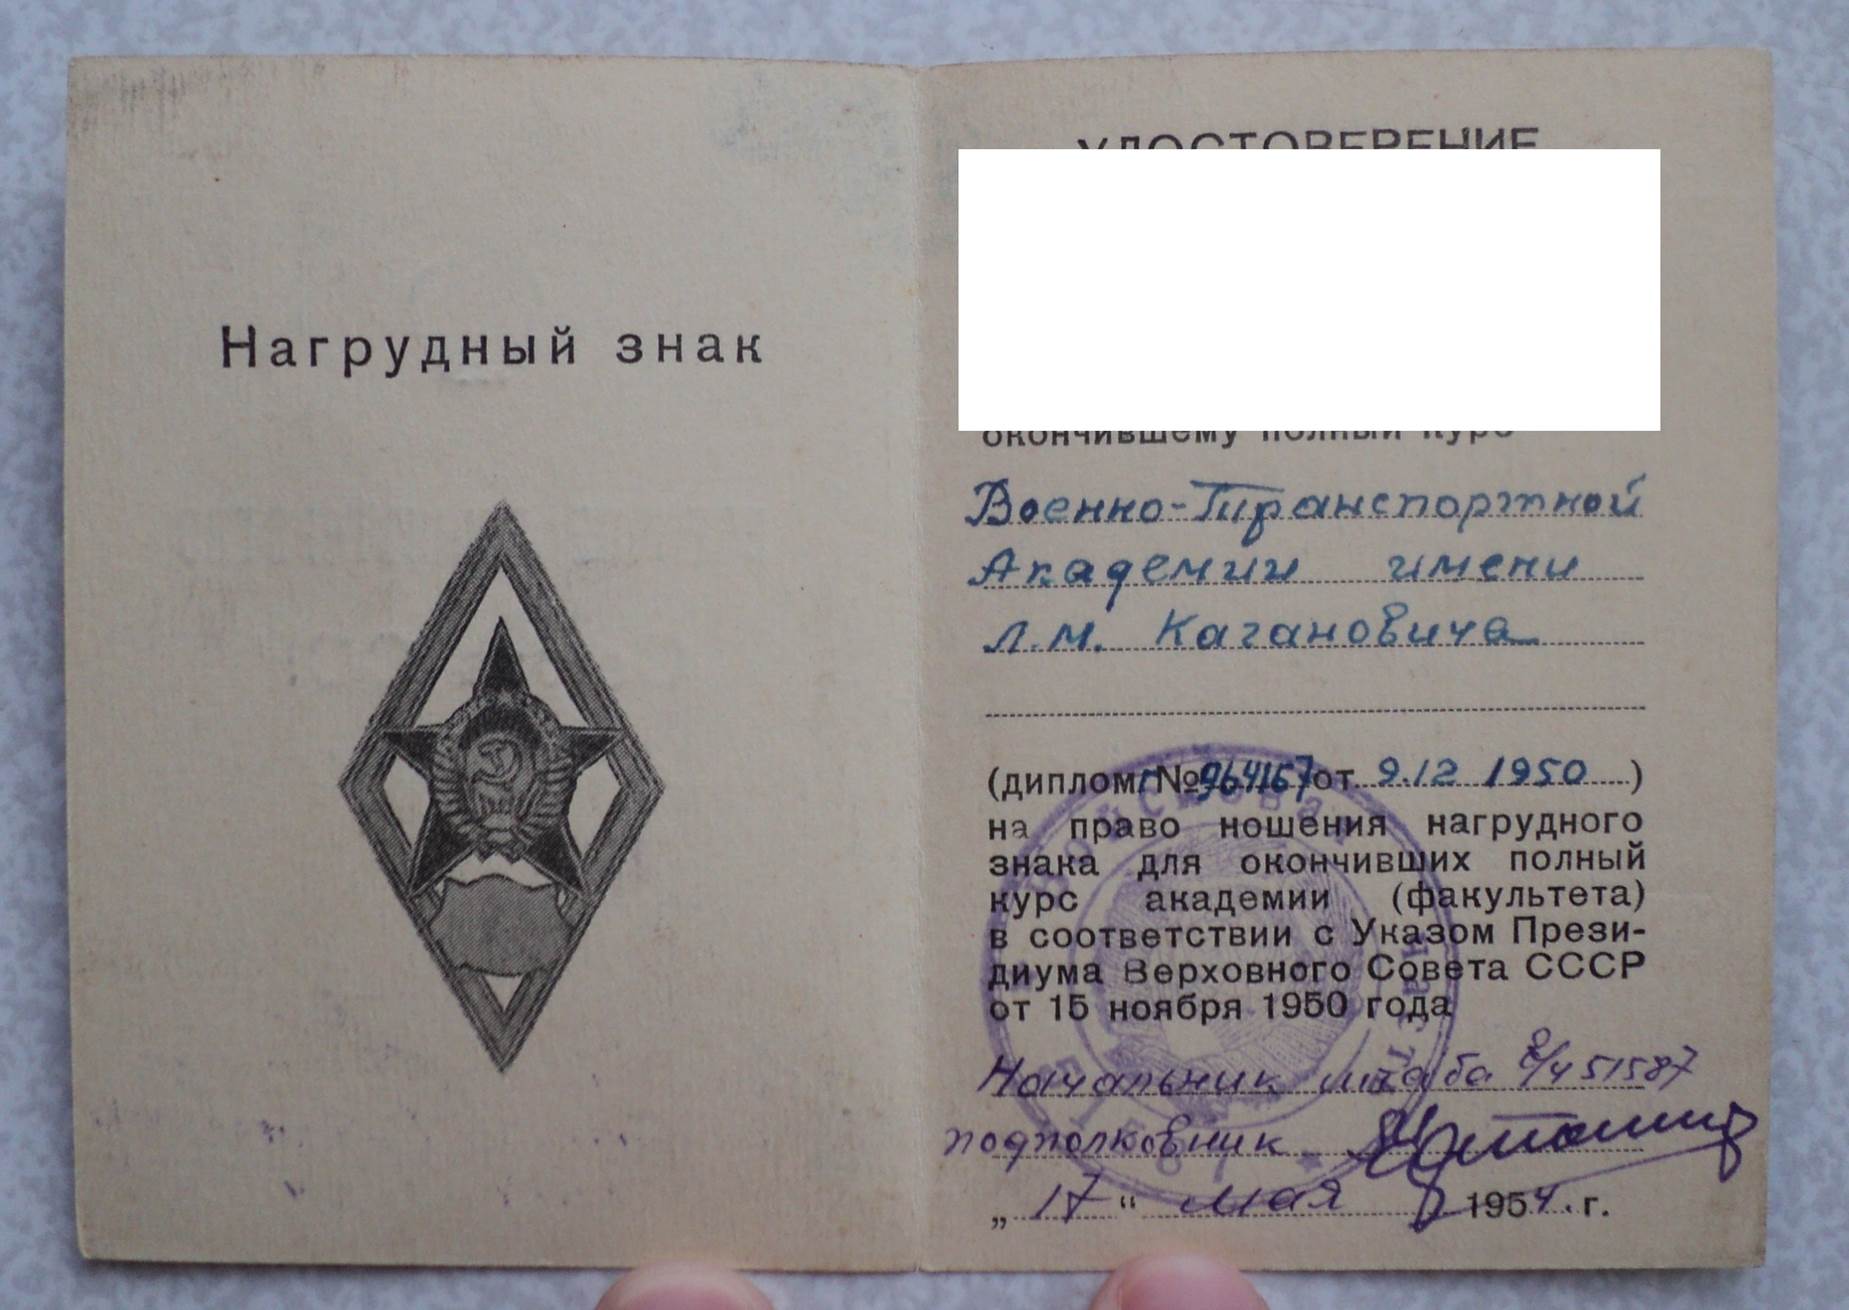 Нагрудный знак
УДОСТОВЕРЕНИЕ
окончившему полный курс
Военно-Транспортной
Академии имени
Л.М. Кагановича
(диплом г №964167 от 9.12 1950)
на право ношения нагрудного
знака для окончивших полный
курс академии (факультета)
в соответствии с Указом Прези-
диума Верховного Совета СССР
от 15 ноября 1950 года
Начальник штаба в/ч 51587
подполковник
„17“ мая 1954. г.